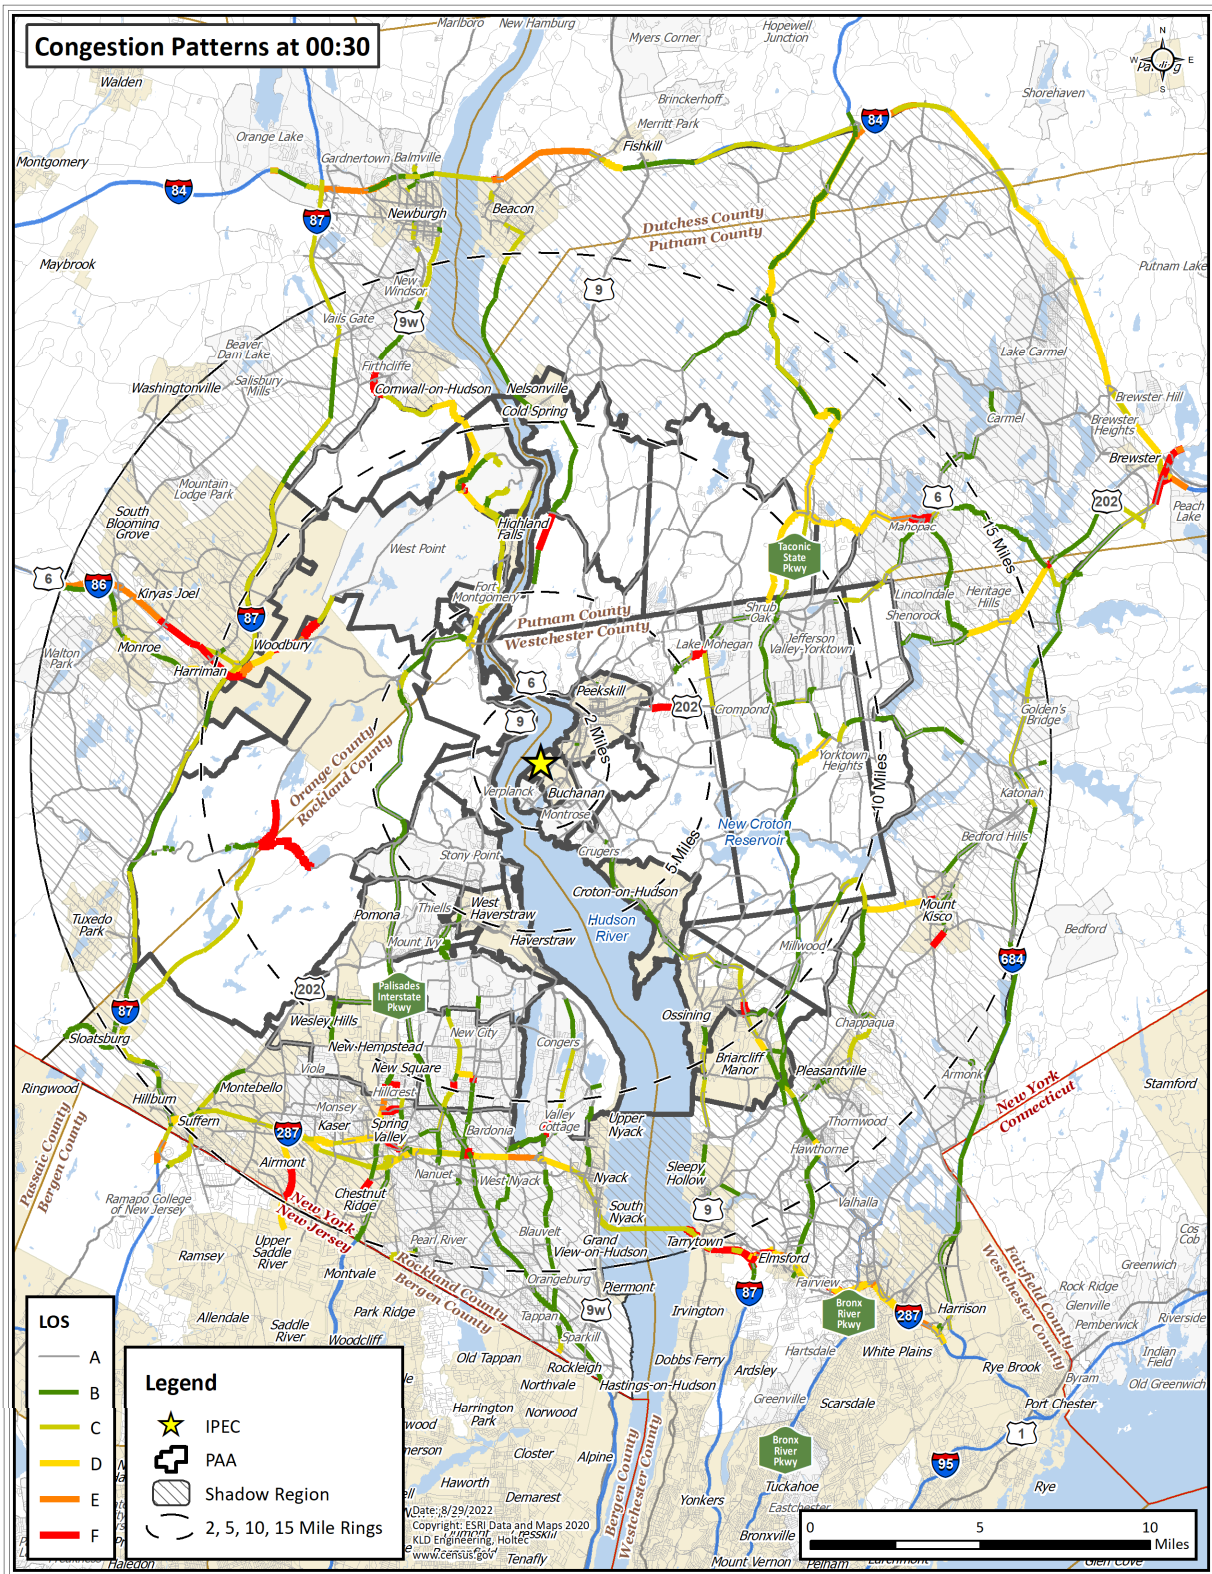 Congestion Patterns at 00:30
Marlboro
New Hamburg
Hopewell
Junction
Myers Corner
N
W
E
S
Walden
Shorehaven
Brinckerhoff
Merritt Park
84
Orange Lake
Fishkill
Montgomery
Gardnertown
Balmville
84
87
Newburgh
Beacon
Dutchess County
Putnam County
Maybrook
Putnam Lake
New
Windsor
9
Vails Gate
9w
Beaver
Dam Lake
Lake Carmel
Firthcliffe
Washingtonville
Salisbury
Mills
Cornwall-on-Hudson
Nelsonville
Cold Spring
Brewster Hill
Carmel
Brewster
Heights
Brewster
Mountain
Lodge Park
6
202
South
Blooming
Grove
Peach
Lake
Highland
Falls
Mahopac
15 Miles
West Point
Taconic
State
Pkwy
6
86
Kiryas Joel
Fort
Montgomery
Lincolndale
Heritage
Hills
87
Putnam County
Westchester County
Shrub
Oak
Shenorock
Monroe
Woodbury
Lake Mohegan
Jefferson
Valley-Yorktown
Walton
Park
Harriman
6
Peekskill
202
Crompond
Golden's
Bridge
9
2 Miles
Orange County
Rockland County
Yorktown
Heights
10 Miles
Verplanck
Buchanan
Katonah
Montrose
New Croton
Reservoir
Bedford Hills
Stony Point
Crugers
5 Miles
Croton-on-Hudson
Tuxedo
Park
Pomona
Thiells
West
Haverstraw
Mount
Kisco
Hudson
River
Bedford
Mount Ivy
Haverstraw
Millwood
684
202
Palisades
Interstate
Pkwy
87
Ossining
Wesley Hills
Chappaqua
Sloatsburg
New City
Congers
New Hempstead
Viola
New Square
Briarcliff
Manor
Pleasantville
Armonk
New York
Connecticut
Stamford
Ringwood
Hillburn
Montebello
Hillcrest
Monsey
Passaic County
Bergen County
Suffern
Kaser
Spring
Valley
Valley
Cottage
Upper
Nyack
Thornwood
287
Bardonia
Hawthorne
Airmont
Nanuet
West Nyack
Nyack
Sleepy
Hollow
Ramapo College
of New Jersey
Chestnut
Ridge
Valhalla
New York
New Jersey
South
Nyack
9
Upper
Saddle
River
Pearl River
Blauvelt
Grand
View-on-Hudson
Tarrytown
Cos
Cob
Ramsey
Elmsford
Montvale
Rockland County
Bergen County
Orangeburg
Piermont
Fairview
Fairfield County
Westchester County
Greenwich
87
Rock Ridge
Allendale
Saddle
River
Park Ridge
Tappan
9w
Irvington
Bronx
River
Pkwy
287
Harrison
Glenville
Pemberwick
Riverside
Woodcliff
Sparkill
Old Tappan
Rockleigh
Dobbs Ferry
Ardsley
Hartsdale
White Plains
Rye Brook
Indian
Field
Northvale
Hastings-on-Hudson
Byram
Old Greenwich
Greenville
Scarsdale
Port Chester
Harrington
Park
Norwood
1
Closter
Alpine
Bergen County
Westchester County
Bronx
River
Pkwy
95
Haworth
Tuckahoe
Rye
Demarest
Yonkers
Eastchester
Bronxville
Tenafly
Mount Vernon
Pelham
Larchmont
Glen Cove
Haledon
LOS
A
B
C
D
E
F
Legend
IPEC
PAA
Shadow Region
2, 5, 10, 15 Mile Rings
Date: 8/29/2022
Copyright: ESRI Data and Maps 2020
KLD Engineering, Holtec
www.census.gov
0
5
10
Miles